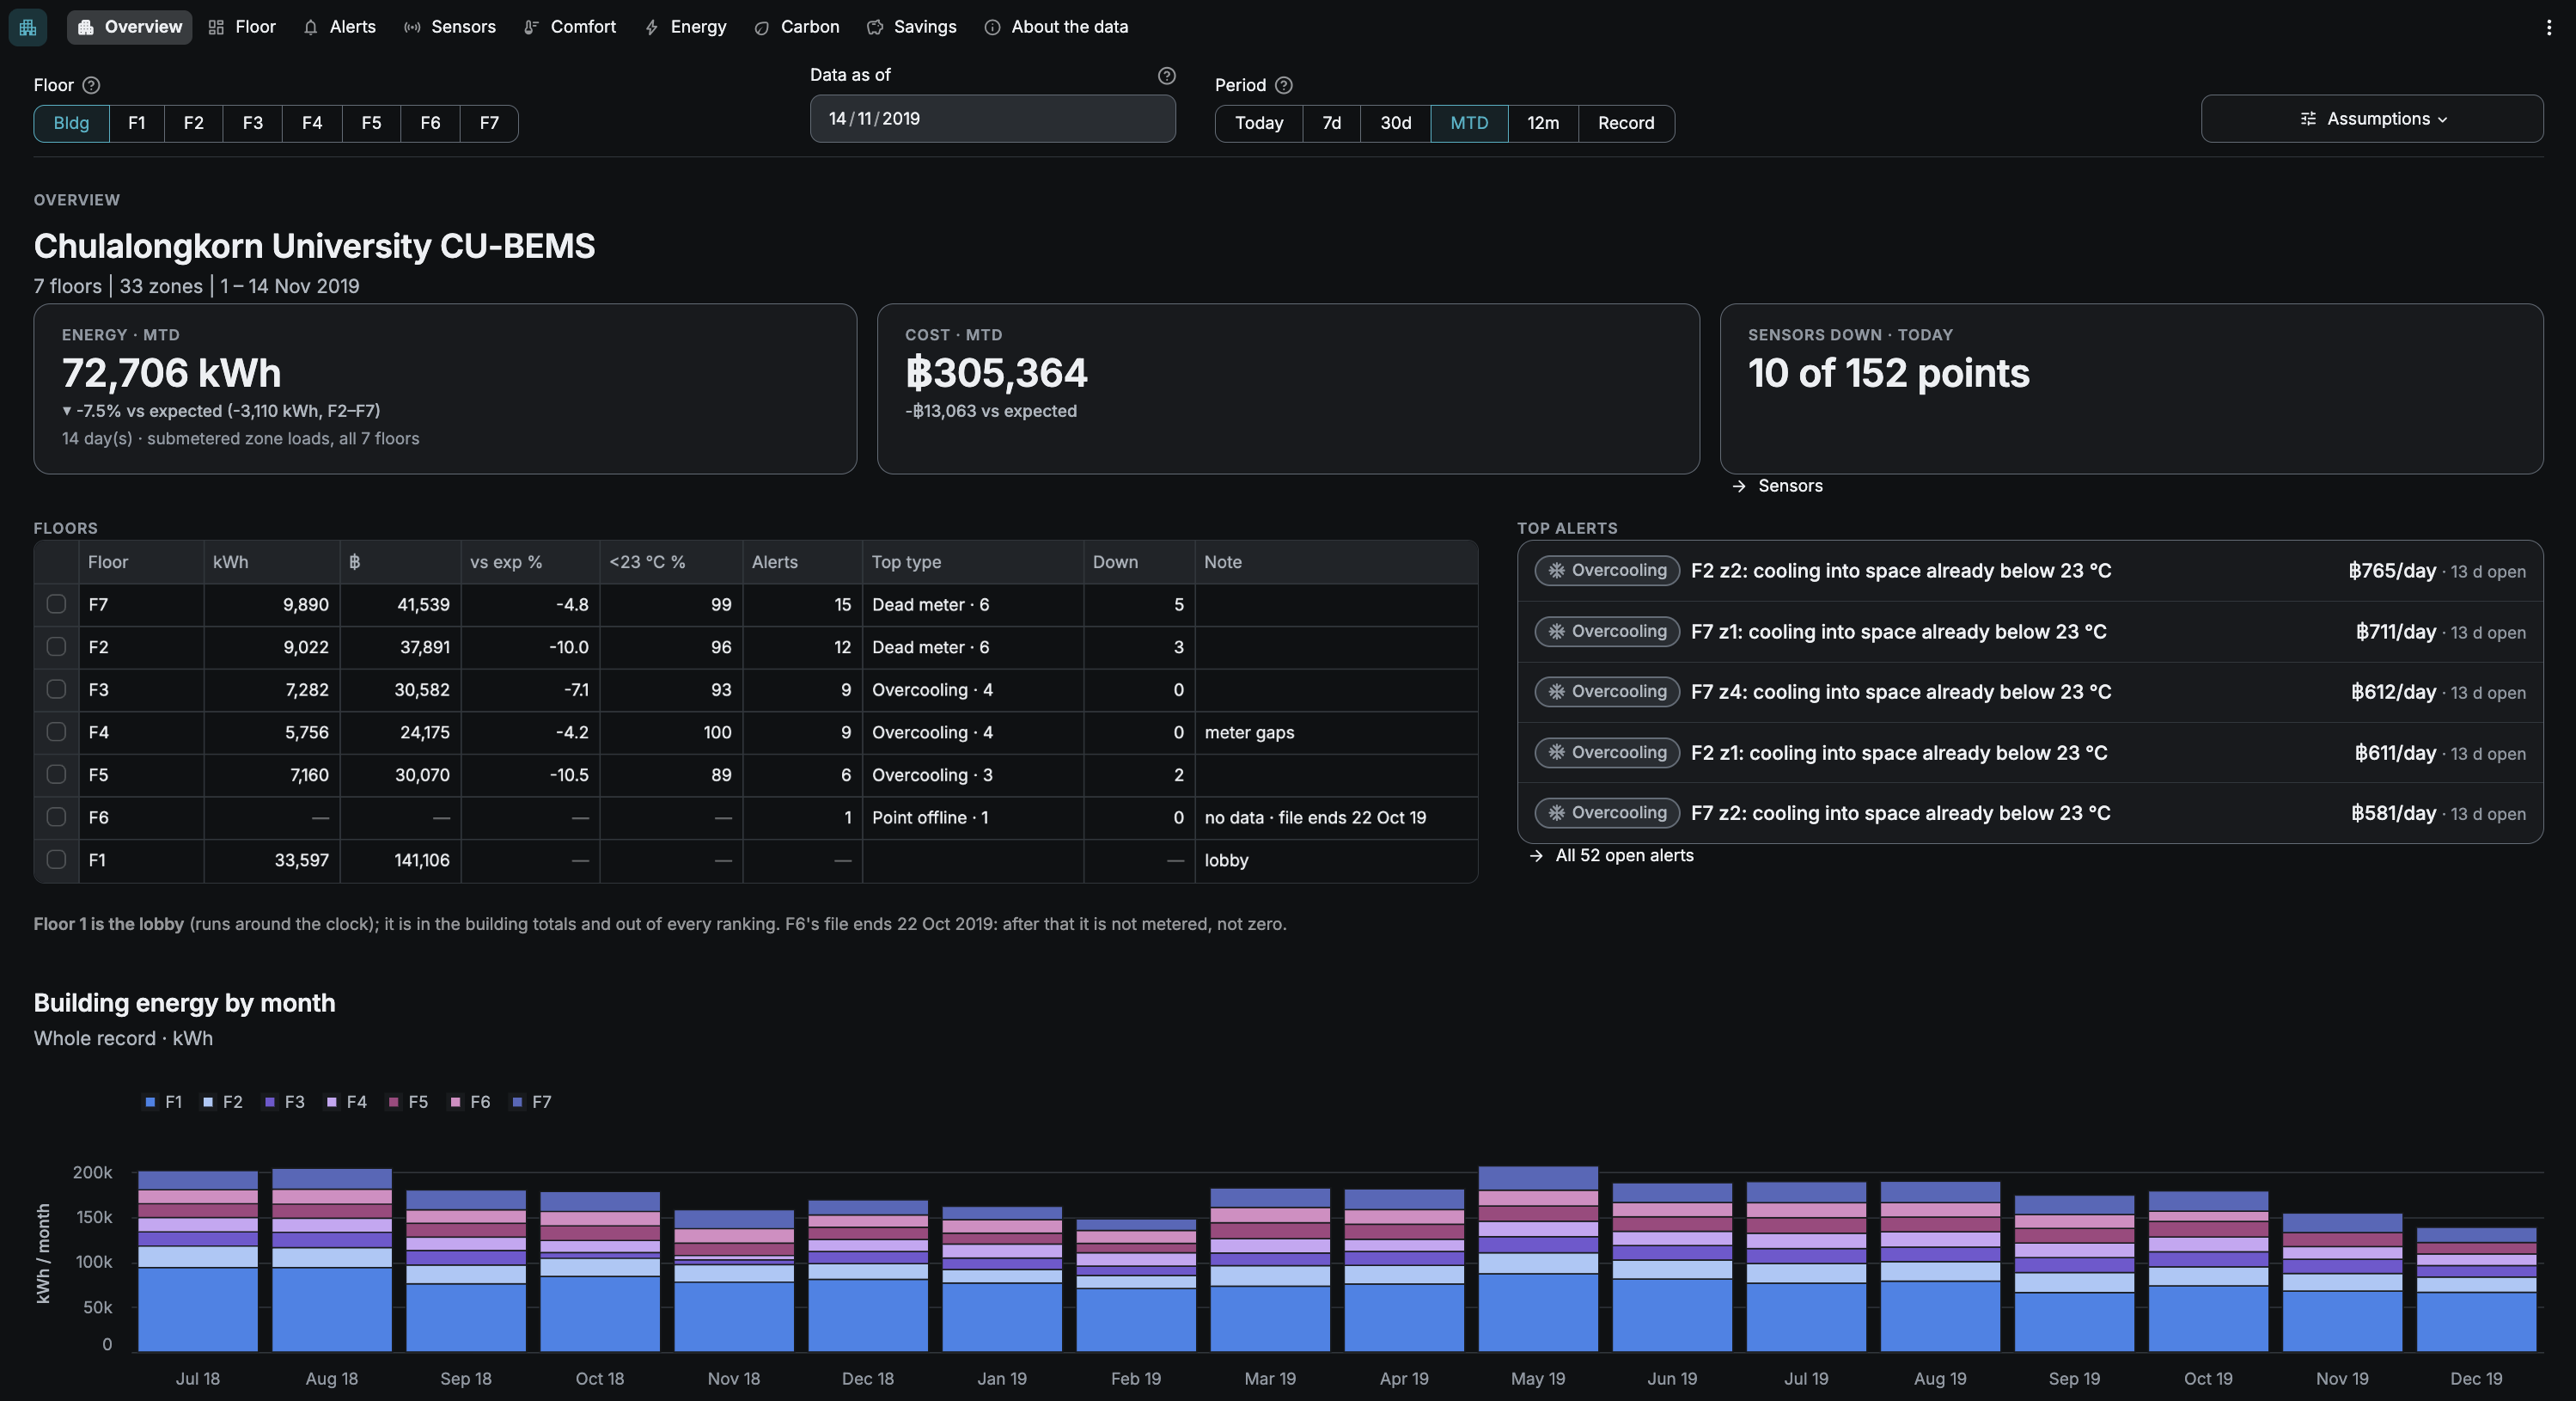 Overview Floor Alerts Sensors Comfort Energy Carbon Savings About the data
Floor Data as of Period
Bldg F1 F2 F3 F4 F5 F6 F7 14/11/2019 Today 7d 30d MTD 12m Record Assumptions
OVERVIEW
Chulalongkorn University CU-BEMS
7 floors | 33 zones | 1 – 14 Nov 2019
ENERGY · MTD
72,706 kWh
▼ -7.5% vs expected (-3,110 kWh, F2–F7)
14 day(s) · submetered zone loads, all 7 floors
COST · MTD
฿305,364
-฿13,063 vs expected
SENSORS DOWN · TODAY
10 of 152 points
→ Sensors
FLOORS
Floor kWh ฿ vs exp % <23 °C % Alerts Top type Down Note
F7 9,890 41,539 -4.8 99 15 Dead meter · 6 5
F2 9,022 37,891 -10.0 96 12 Dead meter · 6 3
F3 7,282 30,582 -7.1 93 9 Overcooling · 4 0
F4 5,756 24,175 -4.2 100 9 Overcooling · 4 0 meter gaps
F5 7,160 30,070 -10.5 89 6 Overcooling · 3 2
F6 — — — — 1 Point offline · 1 0 no data · file ends 22 Oct 19
F1 33,597 141,106 — — — — lobby
TOP ALERTS
Overcooling F2 z2: cooling into space already below 23 °C ฿765/day · 13 d open
Overcooling F7 z1: cooling into space already below 23 °C ฿711/day · 13 d open
Overcooling F7 z4: cooling into space already below 23 °C ฿612/day · 13 d open
Overcooling F2 z1: cooling into space already below 23 °C ฿611/day · 13 d open
Overcooling F7 z2: cooling into space already below 23 °C ฿581/day · 13 d open
→ All 52 open alerts
Floor 1 is the lobby (runs around the clock); it is in the building totals and out of every ranking. F6's file ends 22 Oct 2019: after that it is not metered, not zero.
Building energy by month
Whole record · kWh
F1 F2 F3 F4 F5 F6 F7
kWh / month
200k
150k
100k
50k
0
Jul 18 Aug 18 Sep 18 Oct 18 Nov 18 Dec 18 Jan 19 Feb 19 Mar 19 Apr 19 May 19 Jun 19 Jul 19 Aug 19 Sep 19 Oct 19 Nov 19 Dec 19